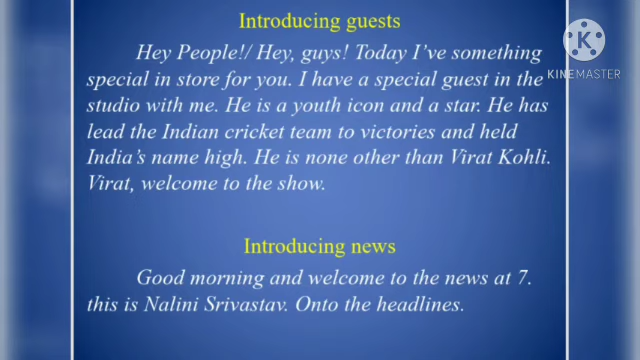 Introducing guests
Hey People!/ Hey, guys! Today I've something
special in store for you. I have a special guest in the
studio with me. He is a youth icon and a star. He has
lead the Indian cricket team to victories and held
India's name high. He is none other than Virat Kohli.
Virat, welcome to the show.
Introducing news
Good morning and welcome to the news at 7.
this is Nalini Srivastav. Onto the headlines.
K
KINEMASTER